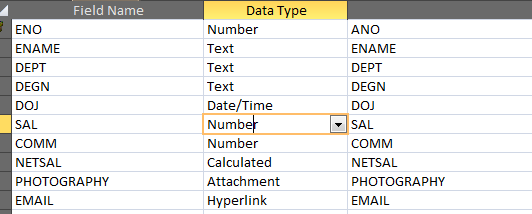 Field Name Data Type
ENO Number ANO
ENAME Text ENAME
DEPT Text DEPT
DEGN Text DEGN
DOJ Date/Time DOJ
SAL Number SAL
COMM Number COMM
NETSAL Calculated NETSAL
PHOTOGRAPHY Attachment PHOTOGRAPHY
EMAIL Hyperlink EMAIL